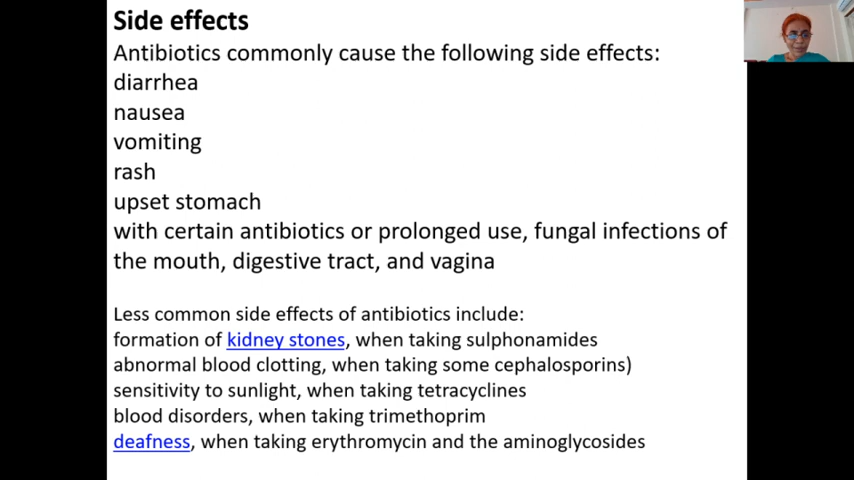 Side effects
Antibiotics commonly cause the following side effects:
diarrhea
nausea
vomiting
rash
upset stomach
with certain antibiotics or prolonged use, fungal infections of
the mouth, digestive tract, and vagina
Less common side effects of antibiotics include:
formation of kidney stones, when taking sulphonamides
abnormal blood clotting, when taking some cephalosporins)
sensitivity to sunlight, when taking tetracyclines
blood disorders, when taking trimethoprim
deafness, when taking erythromycin and the aminoglycosides